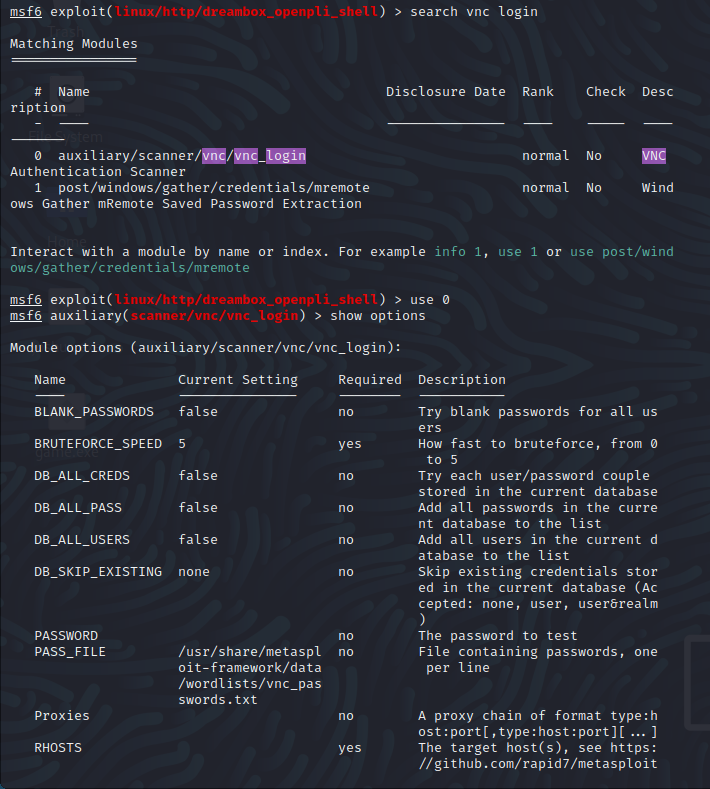 msf6 exploit(linux/http/dreambox_openpli_shell) > search vnc login
Matching Modules
================
# Name Disclosure Date Rank Check Desc
ription
- ---- --------------- ---- ----- ----
-------
0 auxiliary/scanner/vnc/vnc_login normal No VNC
Authentication Scanner
1 post/windows/gather/credentials/mremote normal No Wind
ows Gather mRemote Saved Password Extraction
Interact with a module by name or index. For example info 1, use 1 or use post/wind
ows/gather/credentials/mremote
msf6 exploit(linux/http/dreambox_openpli_shell) > use 0
msf6 auxiliary(scanner/vnc/vnc_login) > show options
Module options (auxiliary/scanner/vnc/vnc_login):
Name Current Setting Required Description
---- --------------- -------- -----------
BLANK_PASSWORDS false no Try blank passwords for all us
ers
BRUTEFORCE_SPEED 5 yes How fast to bruteforce, from 0
to 5
DB_ALL_CREDS false no Try each user/password couple
stored in the current database
DB_ALL_PASS false no Add all passwords in the curre
nt database to the list
DB_ALL_USERS false no Add all users in the current d
atabase to the list
DB_SKIP_EXISTING none no Skip existing credentials stor
ed in the current database (Ac
cepted: none, user, user&realm
)
PASSWORD no The password to test
PASS_FILE /usr/share/metaspl no File containing passwords, one
oit-framework/data per line
/wordlists/vnc_pas
swords.txt
Proxies no A proxy chain of format type:h
ost:port[,type:host:port][...]
RHOSTS yes The target host(s), see https:
//github.com/rapid7/metasploit